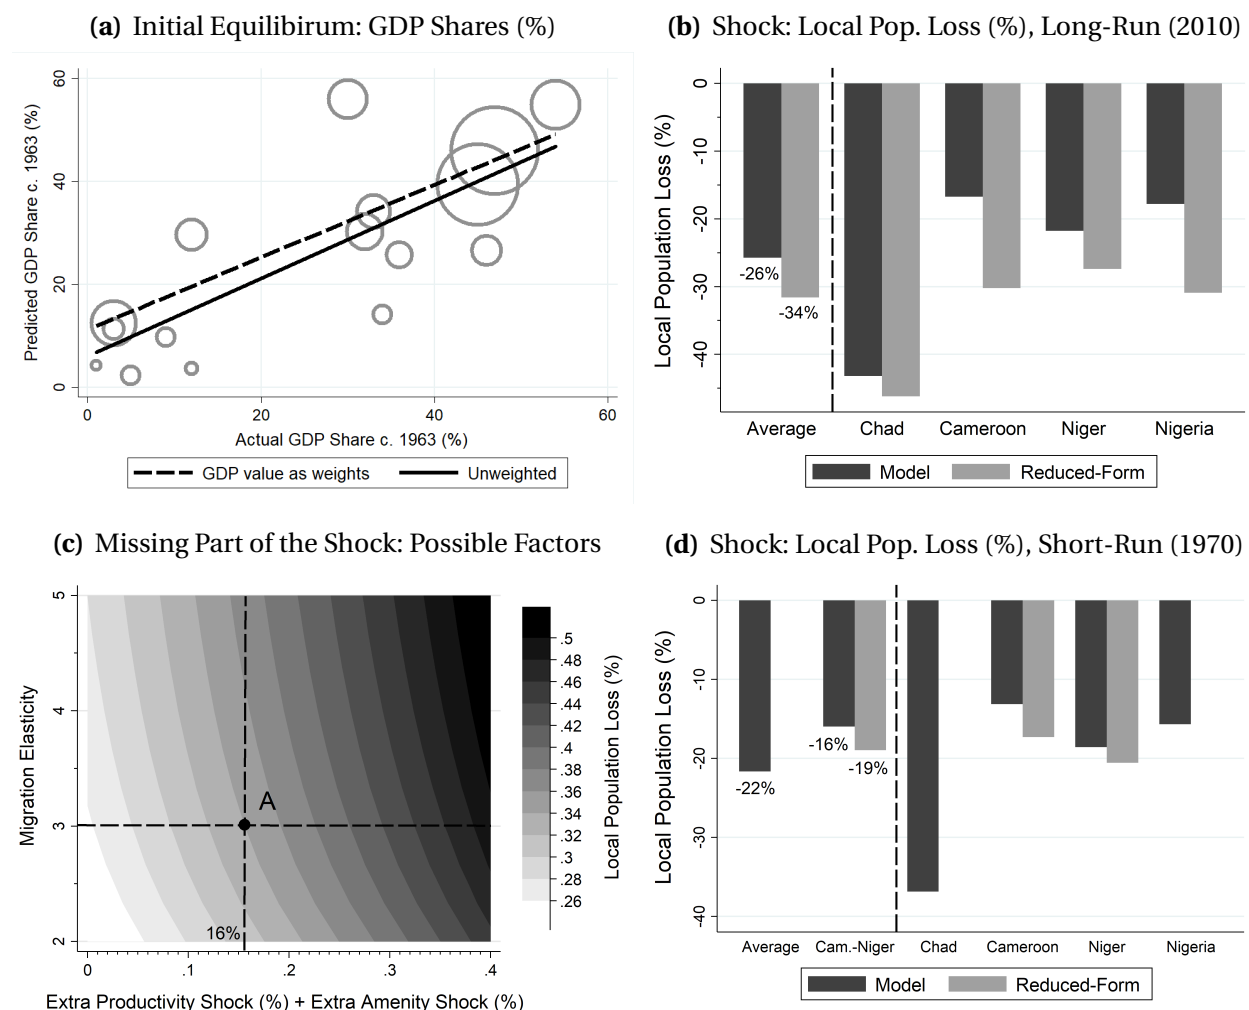 (a) Initial Equilibirum: GDP Shares (%)
60
40
20
0
Predicted GDP Share c. 1963 (%)
0 20 40 60
Actual GDP Share c. 1963 (%)
GDP value as weights Unweighted
(b) Shock: Local Pop. Loss (%), Long-Run (2010)
0
-10
-20
-30
-40
Local Population Loss (%)
-26%
-34%
Average Chad Cameroon Niger Nigeria
Model Reduced-Form
(c) Missing Part of the Shock: Possible Factors
5
4
3
2
Migration Elasticity
A
16%
0 .1 .2 .3 .4
Extra Productivity Shock (%) + Extra Amenity Shock (%)
.5
.48
.46
.44
.42
.4
.38
.36
.34
.32
.3
.28
.26
Local Population Loss (%)
(d) Shock: Local Pop. Loss (%), Short-Run (1970)
0
-10
-20
-30
-40
Local Population Loss (%)
-22%
-16%
-19%
Average Cam.-Niger Chad Cameroon Niger Nigeria
Model Reduced-Form